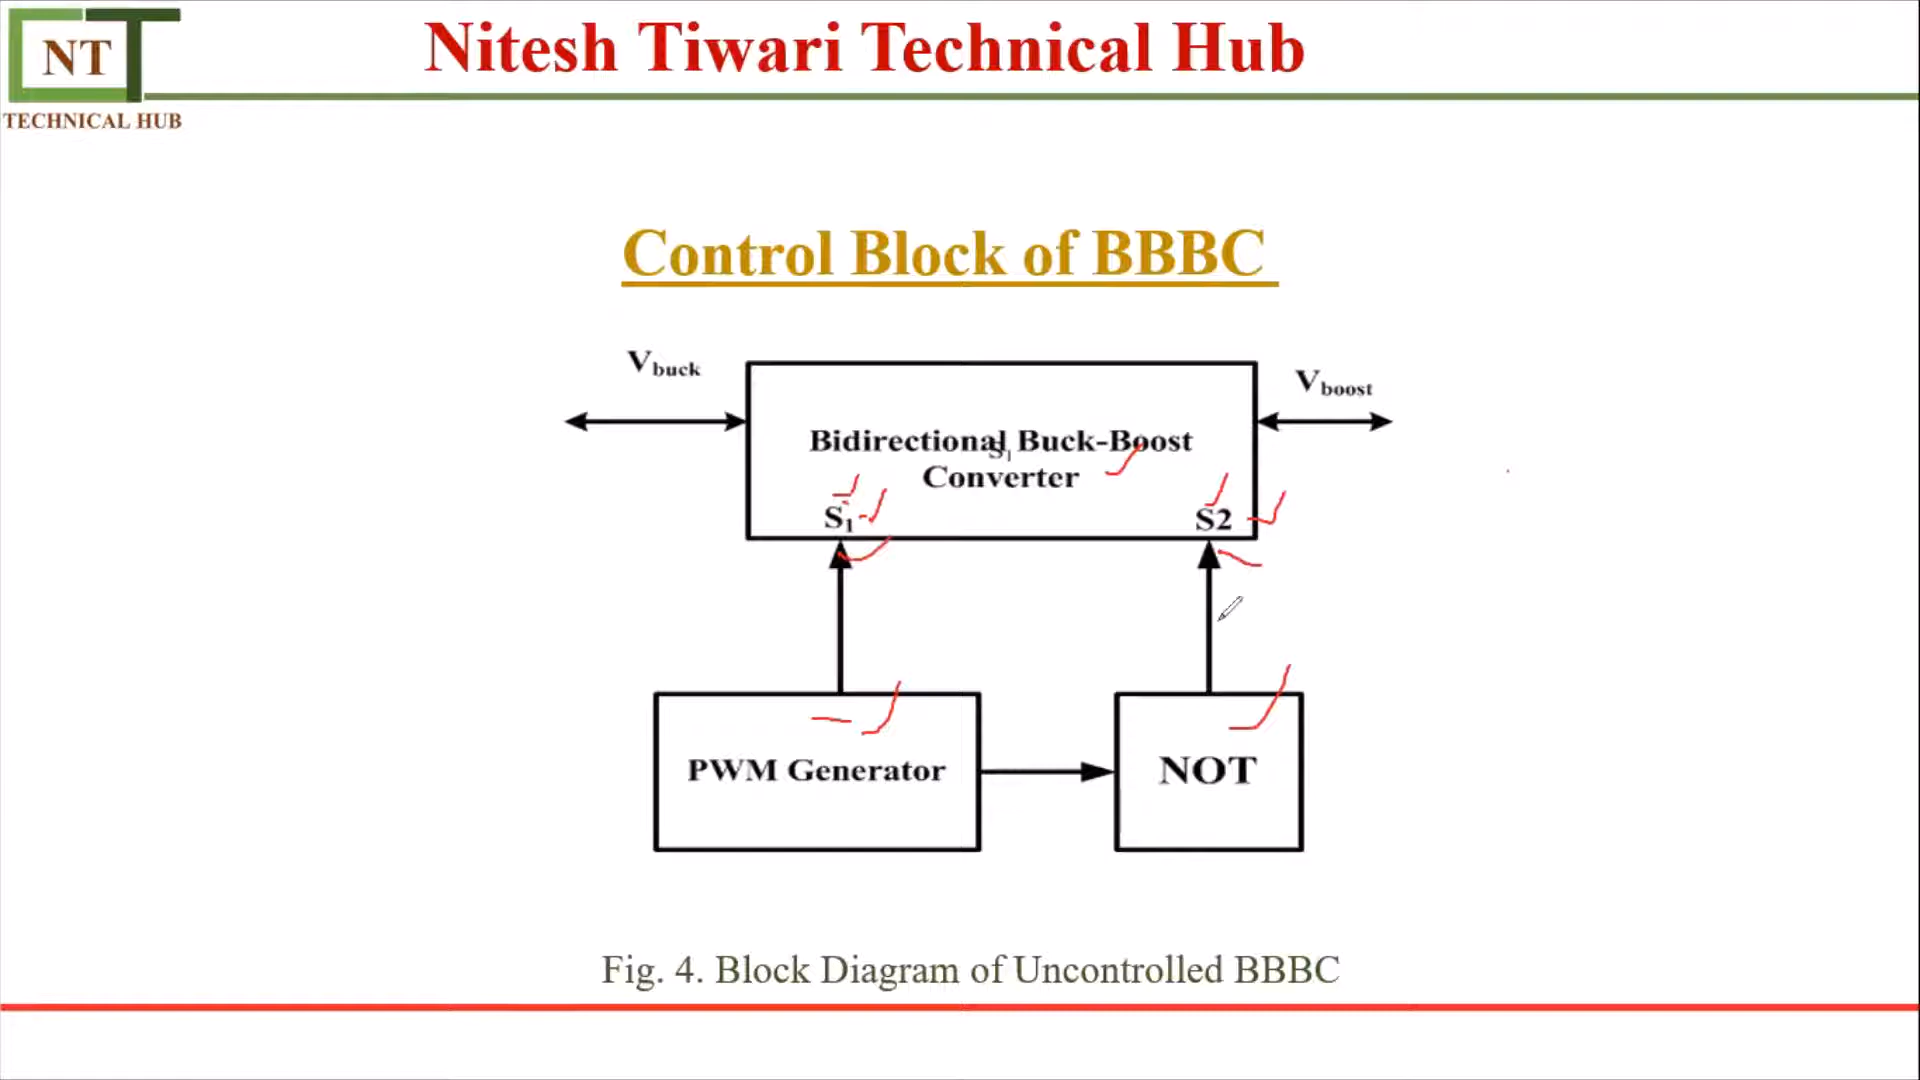 NT
TECHNICAL HUB
Nitesh Tiwari Technical Hub
Control Block of BBBC
Vbuck
Vboost
Bidirectional Buck-Boost
Converter
S1
S1
S2
PWM Generator
NOT
Fig. 4. Block Diagram of Uncontrolled BBBC